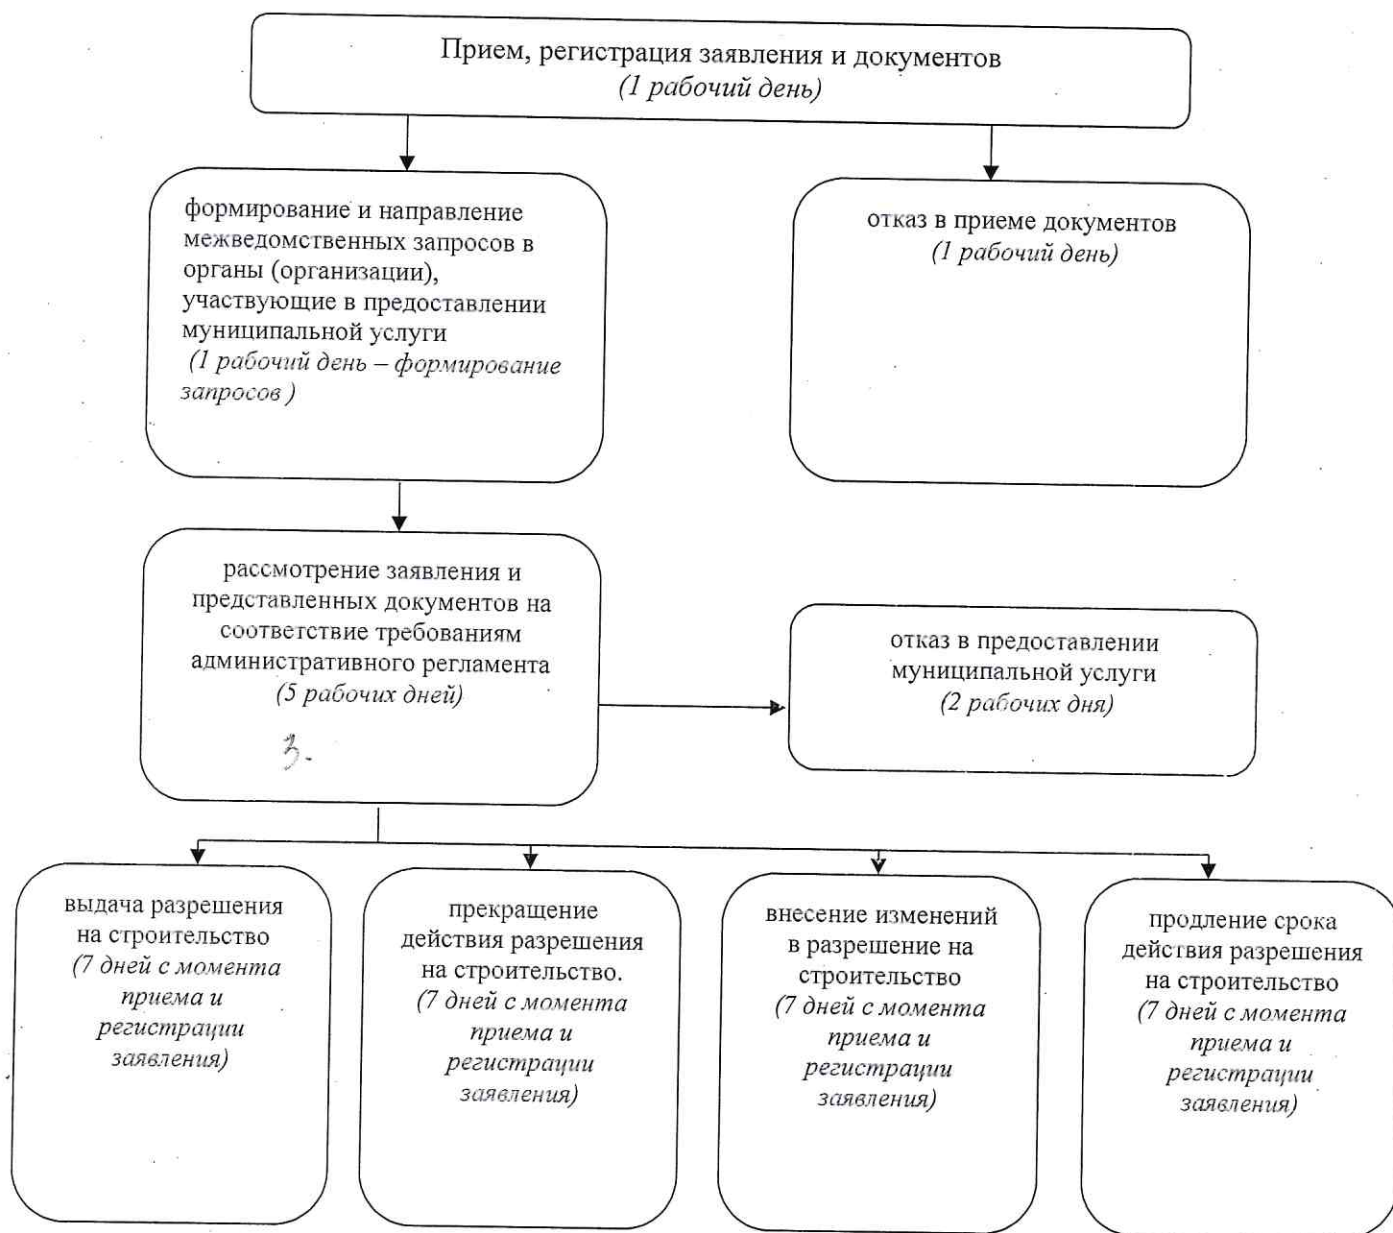 Прием, регистрация заявления и документов
(1 рабочий день)
формирование и направление
межведомственных запросов в
органы (организации),
участвующие в предоставлении
муниципальной услуги
(1 рабочий день – формирование
запросов )
отказ в приеме документов
(1 рабочий день)
рассмотрение заявления и
представленных документов на
соответствие требованиям
административного регламента
(5 рабочих дней)
3.
отказ в предоставлении
муниципальной услуги
(2 рабочих дня)
выдача разрешения
на строительство
(7 дней с момента
приема и
регистрации
заявления)
прекращение
действия разрешения
на строительство.
(7 дней с момента
приема и
регистрации
заявления)
внесение изменений
в разрешение на
строительство
(7 дней с момента
приема и
регистрации
заявления)
продление срока
действия разрешения
на строительство
(7 дней с момента
приема и
регистрации
заявления)